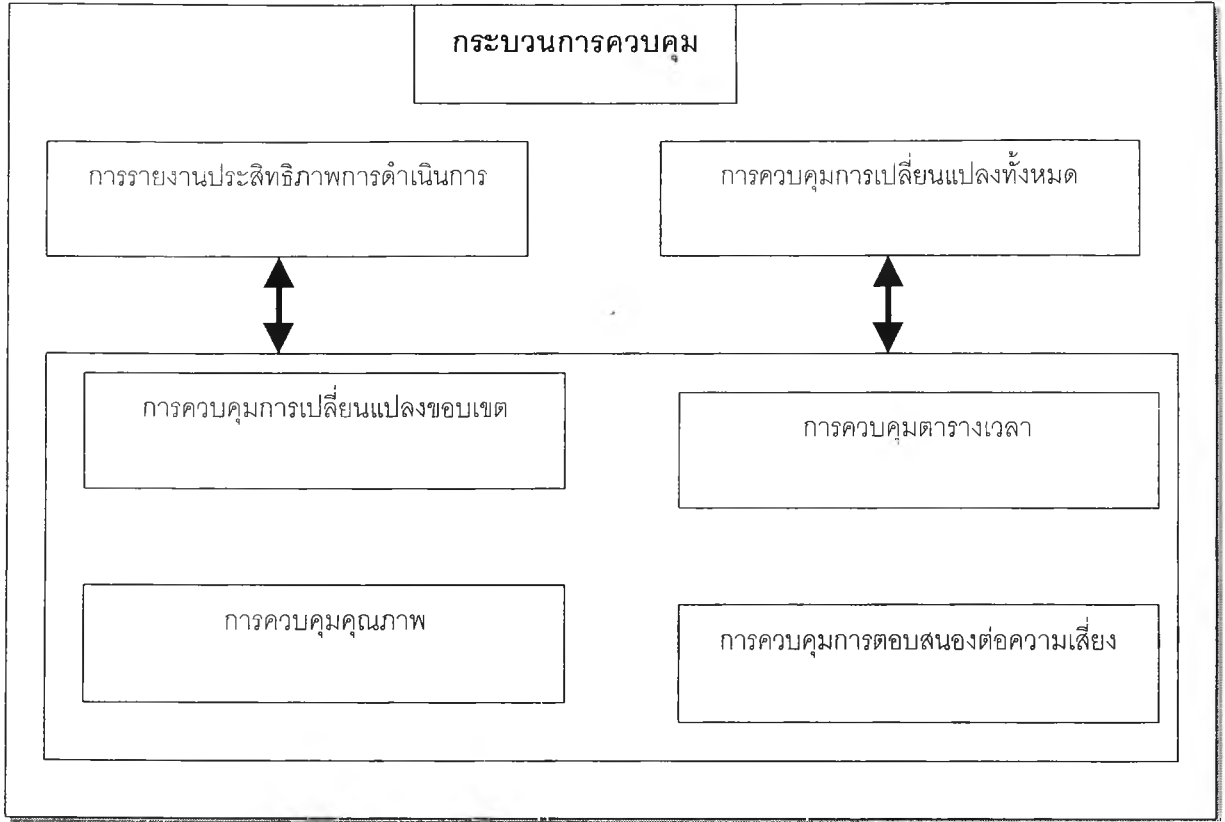 กระบวนการควบคุม
การรายงานประสิทธิภาพการดำเนินการ
การควบคุมการเปลี่ยนแปลงทั้งหมด
การควบคุมการเปลี่ยนแปลงขอบเขต
การควบคุมตารางเวลา
การควบคุมคุณภาพ
การควบคุมการตอบสนองต่อความเสี่ยง